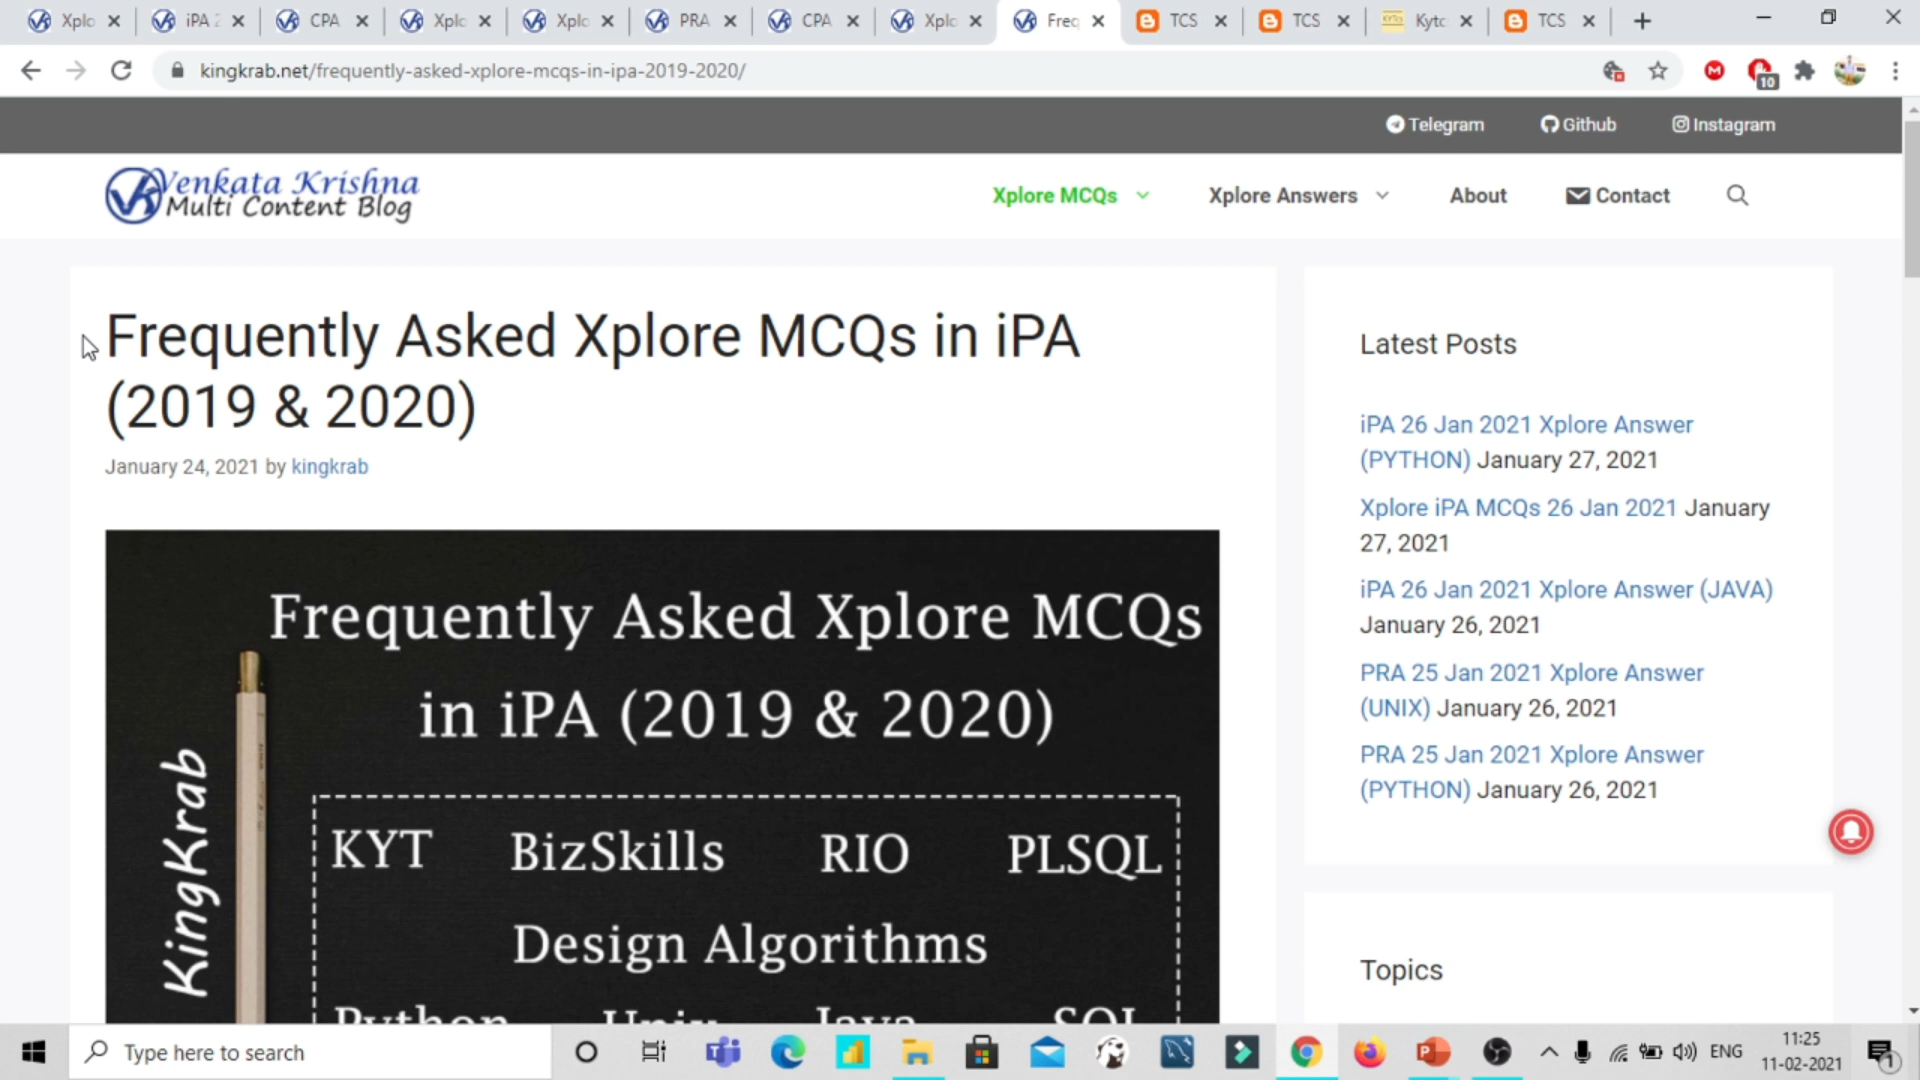 Xplo iPA 2 CPA Xplo Xplo PRA CPA Xplo Freq TCS TCS Kytc TCS
kingkrab.net/frequently-asked-xplore-mcqs-in-ipa-2019-2020/
10
Telegram Github Instagram
Venkata Krishna
Multi Content Blog
Xplore MCQs Xplore Answers About Contact
Frequently Asked Xplore MCQs in iPA
(2019 & 2020)
January 24, 2021 by kingkrab
Frequently Asked Xplore MCQs
in iPA (2019 & 2020)
KingKrab
KYT BizSkills RIO PLSQL
Design Algorithms
Python Unix Java SQL
Latest Posts
iPA 26 Jan 2021 Xplore Answer
(PYTHON) January 27, 2021
Xplore iPA MCQs 26 Jan 2021 January
27, 2021
iPA 26 Jan 2021 Xplore Answer (JAVA)
January 26, 2021
PRA 25 Jan 2021 Xplore Answer
(UNIX) January 26, 2021
PRA 25 Jan 2021 Xplore Answer
(PYTHON) January 26, 2021
Topics
Type here to search
ENG
11:25
11-02-2021
1